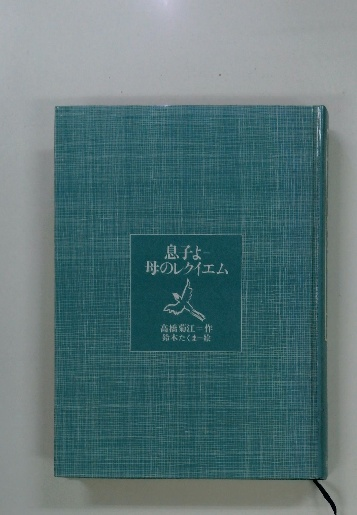 息子よ
母のレクイエム
高橋菊江=作
鈴木たくま=絵